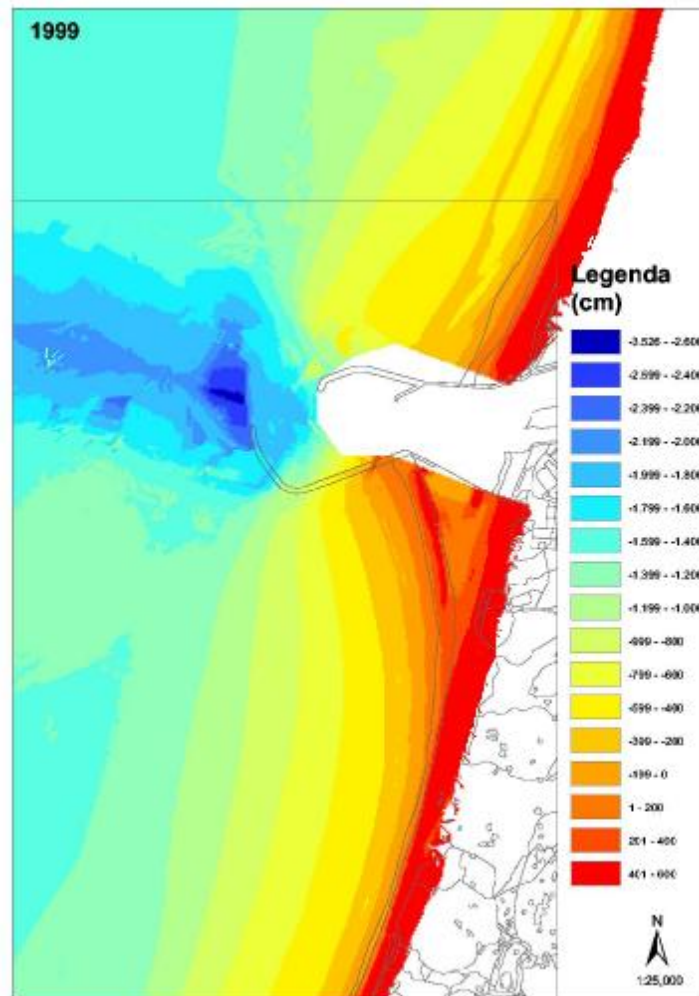 1999
Legenda
(cm)
-3.526 - -2.600
-2.599 - -2.400
-2.399 - -2.200
-2.199 - -2.000
-1.999 - -1.800
-1.799 - -1.600
-1.599 - -1.400
-1.399 - -1.200
-1.199 - -1.000
-999 - -800
-799 - -600
-599 - -400
-399 - -200
-199 - 0
1 - 200
201 - 400
401 - 600
N
1:25,000